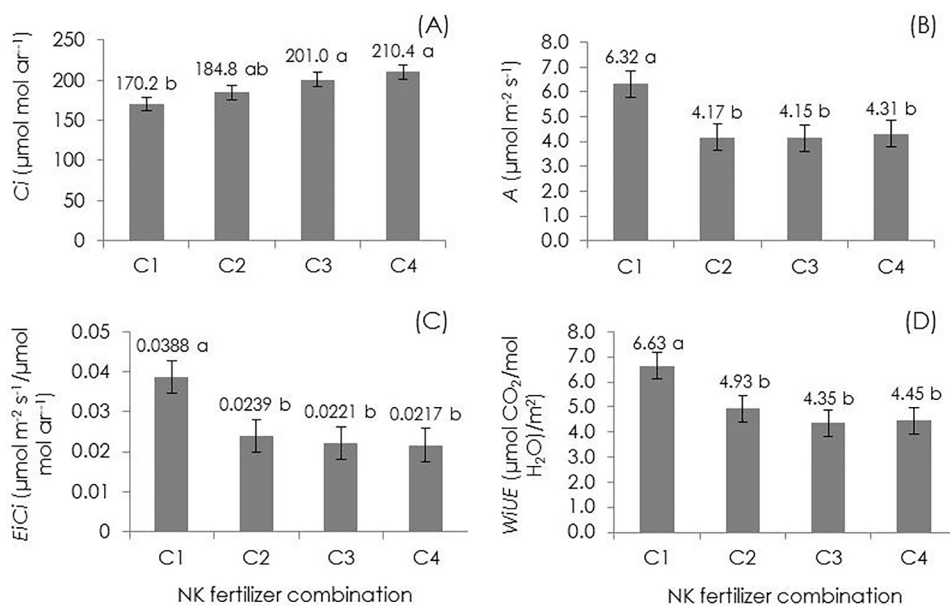 (A)
Ci (µmol mol ar⁻¹)
250
200
150
100
50
0
170.2 b
184.8 ab
201.0 a
210.4 a
C1 C2 C3 C4
(B)
A (µmol m⁻² s⁻¹)
8.0
7.0
6.0
5.0
4.0
3.0
2.0
1.0
0.0
6.32 a
4.17 b
4.15 b
4.31 b
C1 C2 C3 C4
(C)
EiCi (µmol m⁻² s⁻¹/µmol
mol ar⁻¹)
0.05
0.04
0.03
0.02
0.01
0
0.0388 a
0.0239 b
0.0221 b
0.0217 b
C1 C2 C3 C4
NK fertilizer combination
(D)
WiUE (µmol CO₂/mol
H₂O)/m²)
8.0
7.0
6.0
5.0
4.0
3.0
2.0
1.0
0.0
6.63 a
4.93 b
4.35 b
4.45 b
C1 C2 C3 C4
NK fertilizer combination